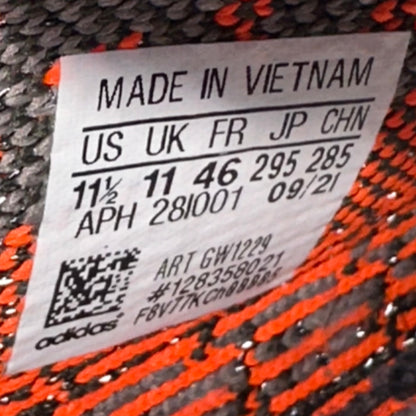 MADE IN VIETNAM
US UK FR JP CHN
11½ 11 46 295 285
APH 281001 09/21
ART GW1229
#128358021
adidas